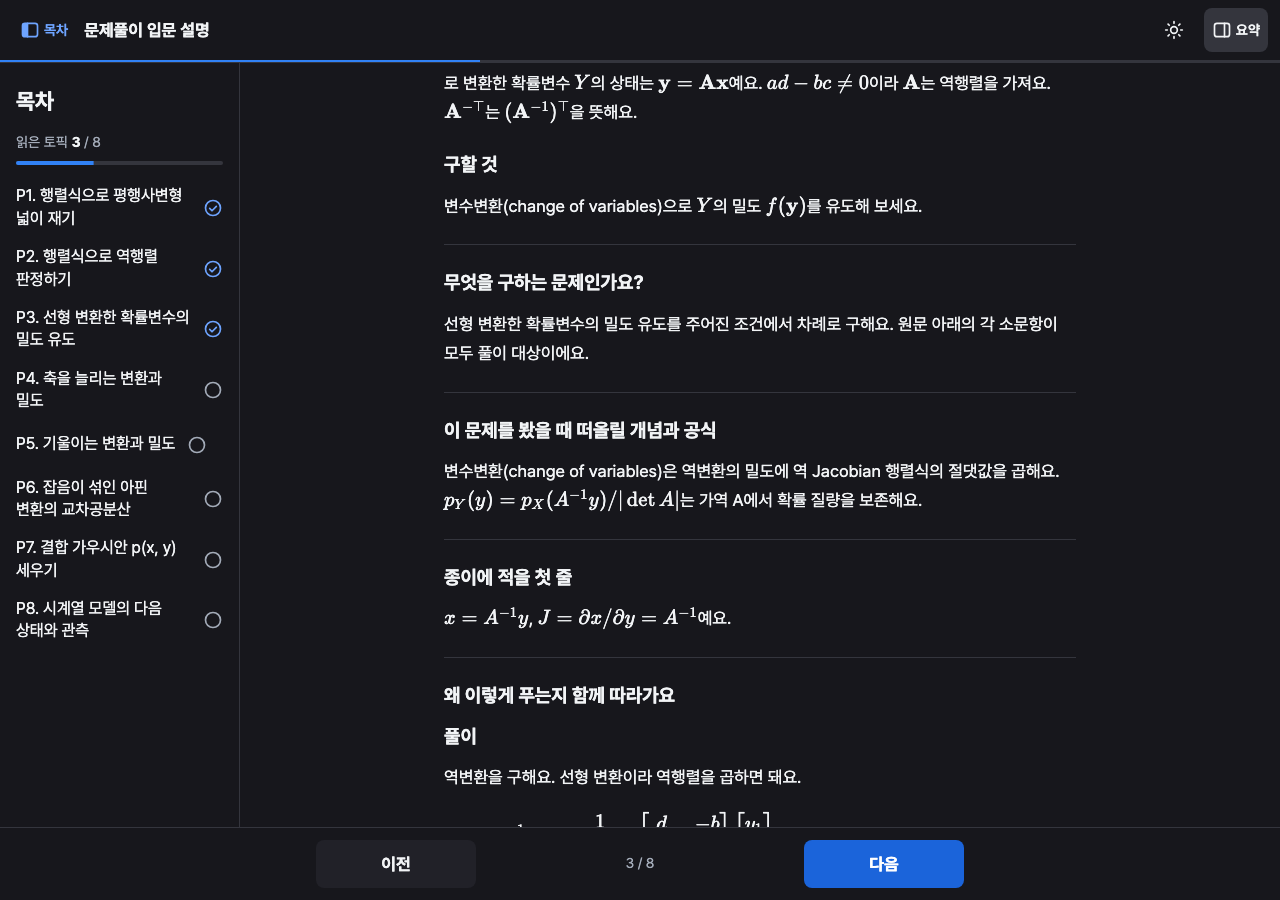 목차
문제풀이 입문 설명
요약
목차
읽은 토픽 3 / 8
P1. 행렬식으로 평행사변형
넓이 재기
P2. 행렬식으로 역행렬
판정하기
P3. 선형 변환한 확률변수의
밀도 유도
P4. 축을 늘리는 변환과
밀도
P5. 기울이는 변환과 밀도
P6. 잡음이 섞인 아핀
변환의 교차공분산
P7. 결합 가우시안 p(x, y)
세우기
P8. 시계열 모델의 다음
상태와 관측
로 변환한 확률변수 Y의 상태는 y = Ax예요. ad − bc ≠ 0이라 A는 역행렬을 가져요.
A^{−⊤}는 (A^{−1})^⊤을 뜻해요.
구할 것
변수변환(change of variables)으로 Y의 밀도 f(y)를 유도해 보세요.
무엇을 구하는 문제인가요?
선형 변환한 확률변수의 밀도 유도를 주어진 조건에서 차례로 구해요. 원문 아래의 각 소문항이
모두 풀이 대상이에요.
이 문제를 봤을 때 떠올릴 개념과 공식
변수변환(change of variables)은 역변환의 밀도에 역 Jacobian 행렬식의 절댓값을 곱해요.
p_Y(y) = p_X(A^{−1}y)/|det A|는 가역 A에서 확률 질량을 보존해요.
종이에 적을 첫 줄
x = A^{−1}y, J = ∂x/∂y = A^{−1}예요.
왜 이렇게 푸는지 함께 따라가요
풀이
역변환을 구해요. 선형 변환이라 역행렬을 곱하면 돼요.
이전
3 / 8
다음